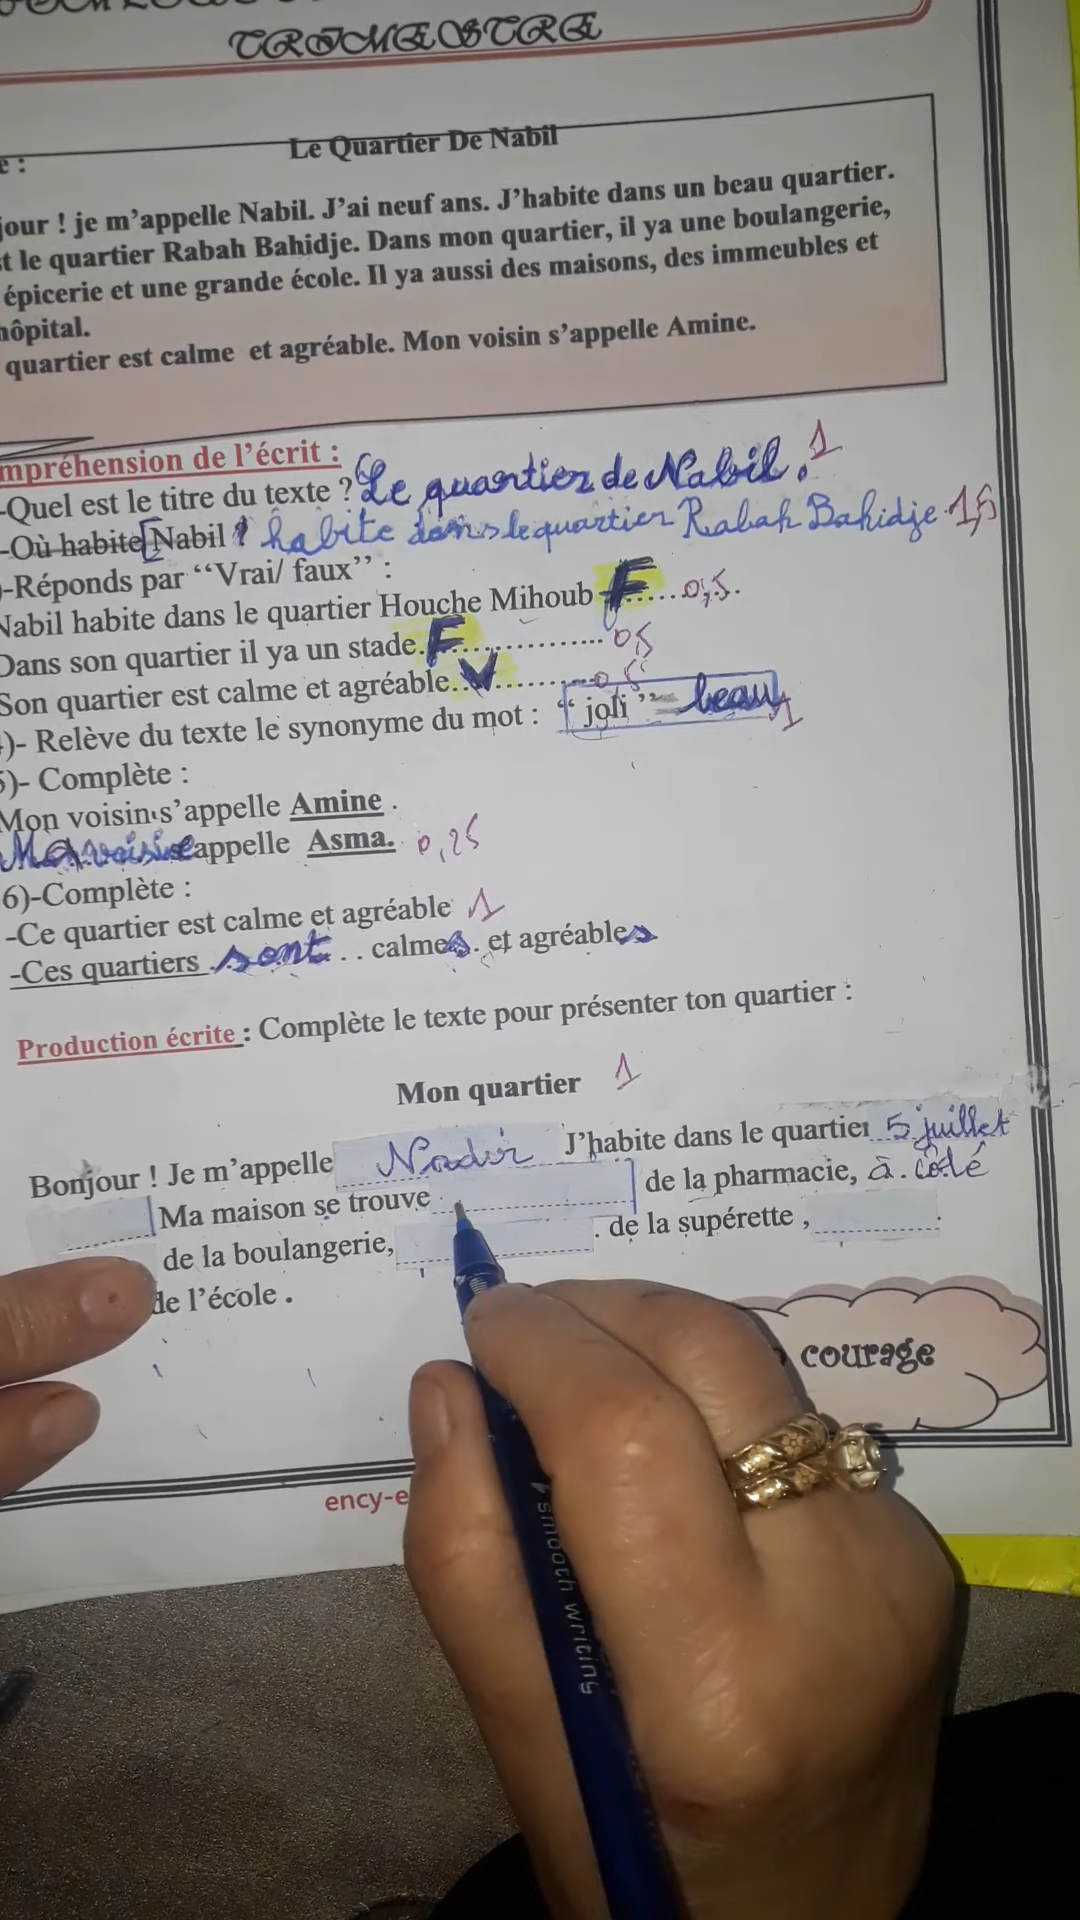 TRIMESTRE
e :
Le Quartier De Nabil
jour ! je m'appelle Nabil. J'ai neuf ans. J'habite dans un beau quartier.
t le quartier Rabah Bahidje. Dans mon quartier, il ya une boulangerie,
épicerie et une grande école. Il ya aussi des maisons, des immeubles et
hôpital.
quartier est calme et agréable. Mon voisin s'appelle Amine.
mpréhension de l'écrit :
-Quel est le titre du texte ? Le quartier de Nabil. 1
-Où habite Nabil ? habite dans le quartier Rabah Bahidje 1,5
)-Réponds par "Vrai/ faux" :
Nabil habite dans le quartier Houche Mihoub F ..... 0,5.
Dans son quartier il ya un stade. F ............ 0,5
Son quartier est calme et agréable.. V .......... 0,5
)- Relève du texte le synonyme du mot : " joli " = beau 1
5)- Complète :
Mon voisin s'appelle Amine .
Ma voisine s'appelle Asma. 0,25
6)-Complète :
-Ce quartier est calme et agréable 1
-Ces quartiers sont .. calmes. et agréables
Production écrite : Complète le texte pour présenter ton quartier :
Mon quartier 1
Bonjour ! Je m'appelle Nadir J'habite dans le quartier 5 juillet
Ma maison se trouve de la pharmacie, à côté
de la boulangerie, . de la supérette ,
de l'école .
courage
ency-e
smooth writing